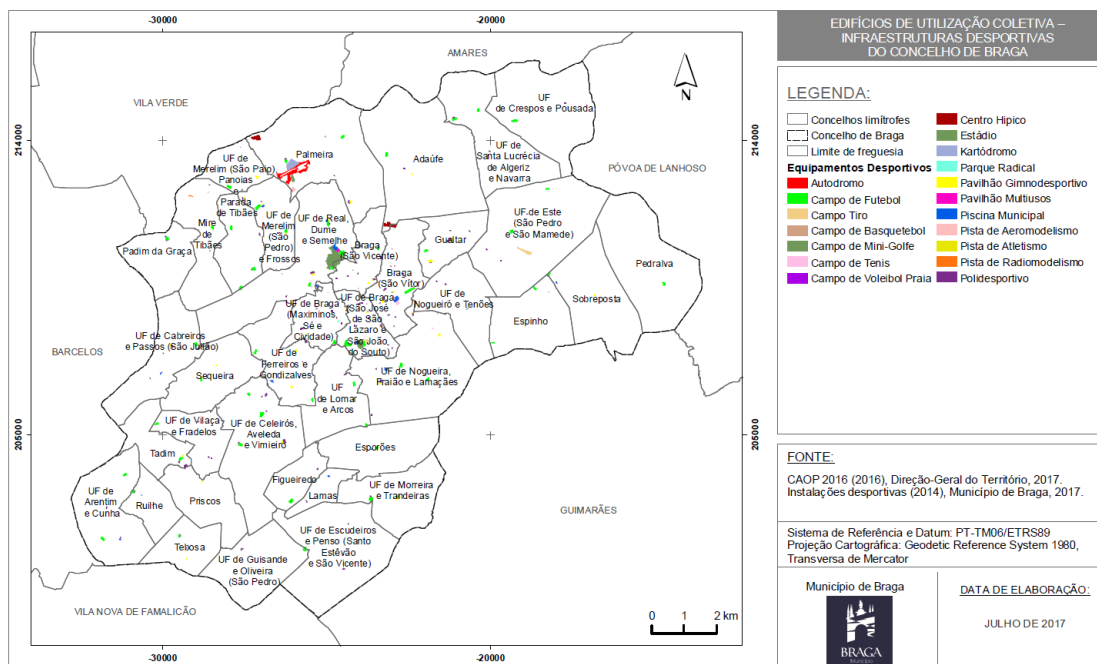 -30000
-20000
EDIFÍCIOS DE UTILIZAÇÃO COLETIVA –
INFRAESTRUTURAS DESPORTIVAS
DO CONCELHO DE BRAGA
AMARES
VILA VERDE
PÓVOA DE LANHOSO
BARCELOS
GUIMARÃES
VILA NOVA DE FAMALICÃO
214000
214000
205000
205000
N
UF
de Crespos e Pousada
Palmeira
Adaúfe
UF de
Santa Lucrécia
de Algeriz
e Navarra
UF de
Merelim (São Paio)
Panoias
e
Parada
de Tibães
Mire de
Tibães
UF de
Merelim
(São
Pedro)
e Frossos
UF de Real,
Dume
e Semelhe
Braga
(São Vicente)
Gualtar
UF de Este
(São Pedro
e São Mamede)
Padim da Graça
Pedralva
Braga
(São Vítor)
UF de
Nogueiró e Tenões
Sobreposta
Espinho
UF de Braga
(Maximinos,
Sé e
Cividade)
UF de Braga
(São José
de São
Lázaro e
São João
do Souto)
UF de Cabreiros
e Passos (São Julião)
UF de
Ferreiros e
Gondizalves
Sequeira
UF de Nogueira,
Fraião e Lamaçães
UF
de Lomar
e Arcos
UF de Vilaça
e Fradelos
UF de Celeirós,
Aveleda
e Vimieiro
Esporões
Tadim
Figueiredo
Lamas
UF de Morreira
e Trandeiras
UF de
Arentim
e Cunha
Ruilhe
Priscos
UF de Escudeiros
e Penso (Santo
Estêvão
e São Vicente)
Teixosa
UF de Guisande
e Oliveira
(São Pedro)
0 1 2 km
-30000
-20000
LEGENDA:
Concelhos limítrofes
Concelho de Braga
Limite de freguesia
Equipamentos Desportivos
Autodromo
Campo de Futebol
Campo Tiro
Campo de Basquetebol
Campo de Mini-Golfe
Campo de Tenis
Campo de Voleibol Praia
Centro Hipico
Estádio
Kartódromo
Parque Radical
Pavilhão Gimnodesportivo
Pavilhão Multiusos
Piscina Municipal
Pista de Aeromodelismo
Pista de Atletismo
Pista de Radiomodelismo
Polidesportivo
FONTE:
CAOP 2016 (2016), Direção-Geral do Território, 2017.
Instalações desportivas (2014), Município de Braga, 2017.
Sistema de Referência e Datum: PT-TM06/ETRS89
Projeção Cartográfica: Geodetic Reference System 1980,
Transversa de Mercator
Município de Braga
BRAGA
Município
DATA DE ELABORAÇÃO:
JULHO DE 2017